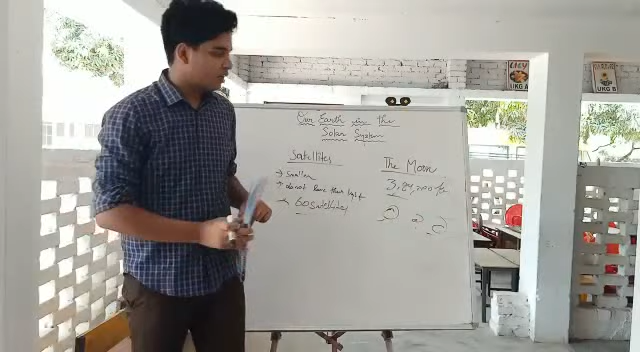 Our Earth in the
Solar System
Satellites
→ Smaller
→ do not have their light
→ 60 satellites
The Moon
3,84,000 km
UKG A
UKG B